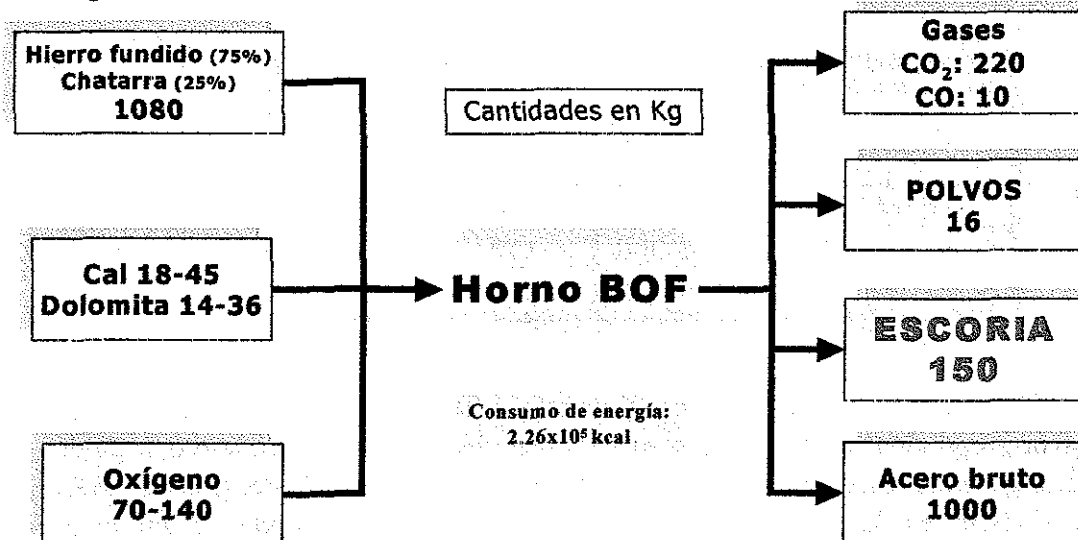 Hierro fundido (75%)
Chatarra (25%)
1080
Cal 18-45
Dolomita 14-36
Oxígeno
70-140
Cantidades en Kg
Horno BOF
Consumo de energía:
2.26x10⁵ kcal
Gases
CO₂: 220
CO: 10
POLVOS
16
ESCORIA
150
Acero bruto
1000